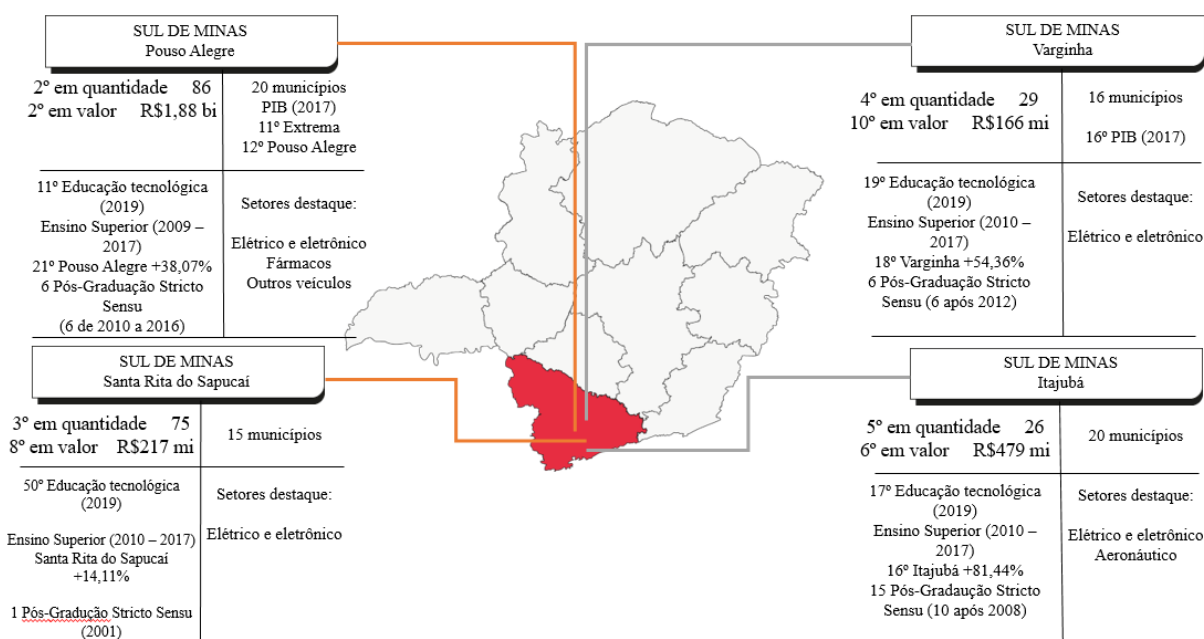 SUL DE MINAS
Pouso Alegre
2º em quantidade 86
2º em valor R$1,88 bi
20 municípios
PIB (2017)
11º Extrema
12º Pouso Alegre
11º Educação tecnológica
(2019)
Ensino Superior (2009 –
2017)
21º Pouso Alegre +38,07%
6 Pós-Graduação Stricto
Sensu
(6 de 2010 a 2016)
Setores destaque:
Elétrico e eletrônico
Fármacos
Outros veículos
SUL DE MINAS
Varginha
4º em quantidade 29
10º em valor R$166 mi
16 municípios
16º PIB (2017)
19º Educação tecnológica
(2019)
Ensino Superior (2010 –
2017)
18º Varginha +54,36%
6 Pós-Graduação Stricto
Sensu (6 após 2012)
Setores destaque:
Elétrico e eletrônico
SUL DE MINAS
Santa Rita do Sapucaí
3º em quantidade 75
8º em valor R$217 mi
15 municípios
50º Educação tecnológica
(2019)
Ensino Superior (2010 – 2017)
Santa Rita do Sapucaí
+14,11%
1 Pós-Gradução Stricto Sensu
(2001)
Setores destaque:
Elétrico e eletrônico
SUL DE MINAS
Itajubá
5º em quantidade 26
6º em valor R$479 mi
20 municípios
17º Educação tecnológica
(2019)
Ensino Superior (2010 –
2017)
16º Itajubá +81,44%
15 Pós-Gradaução Stricto
Sensu (10 após 2008)
Setores destaque:
Elétrico e eletrônico
Aeronáutico